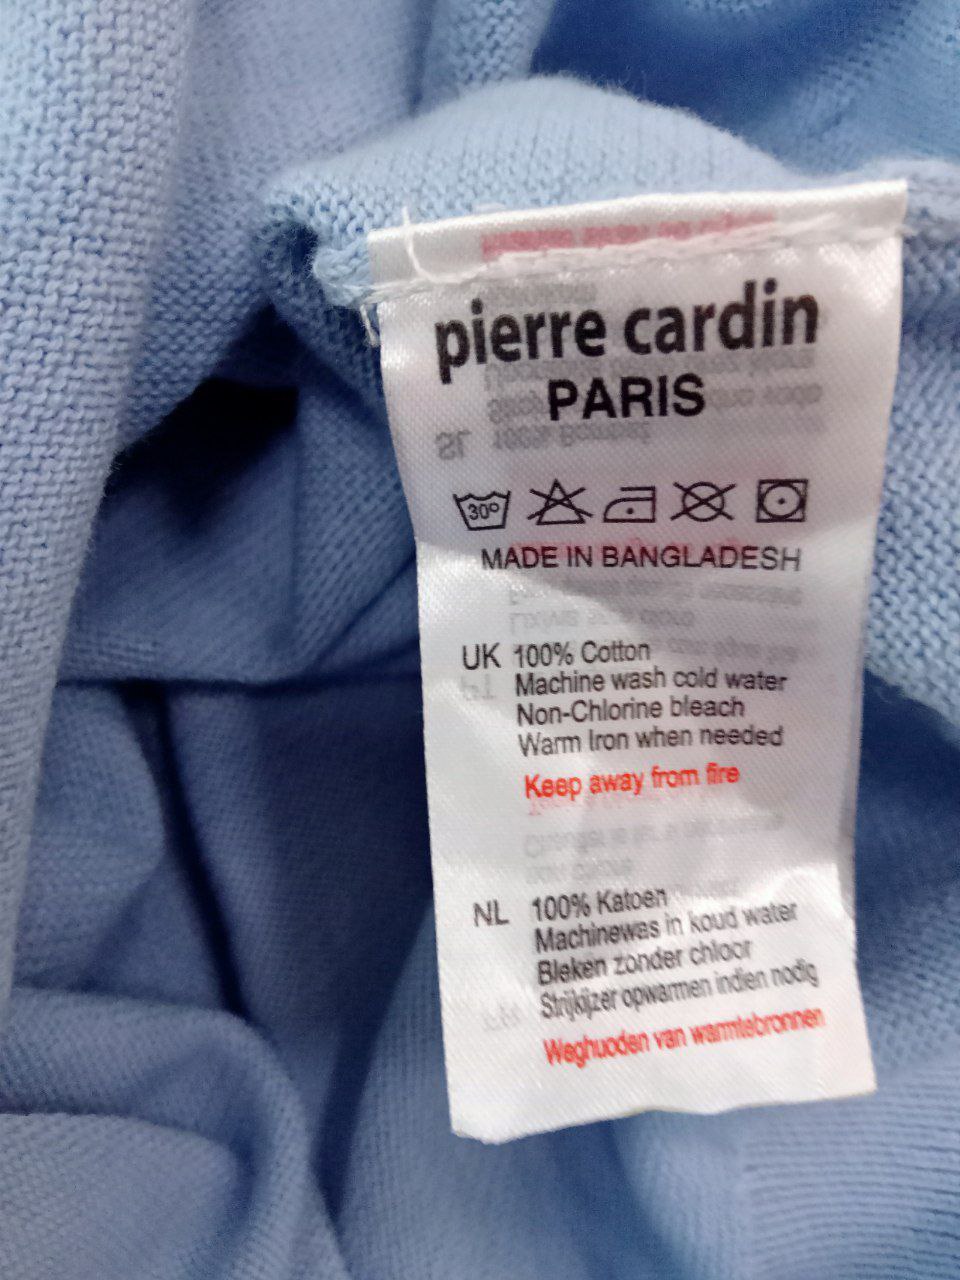 pierre cardin
PARIS
30°
MADE IN BANGLADESH
UK 100% Cotton
Machine wash cold water
Non-Chlorine bleach
Warm Iron when needed
Keep away from fire
NL 100% Katoen
Machinewas in koud water
Bleken zonder chloor
Strijkijzer opwarmen indien nodig
Weghuoden van warmtebronnen